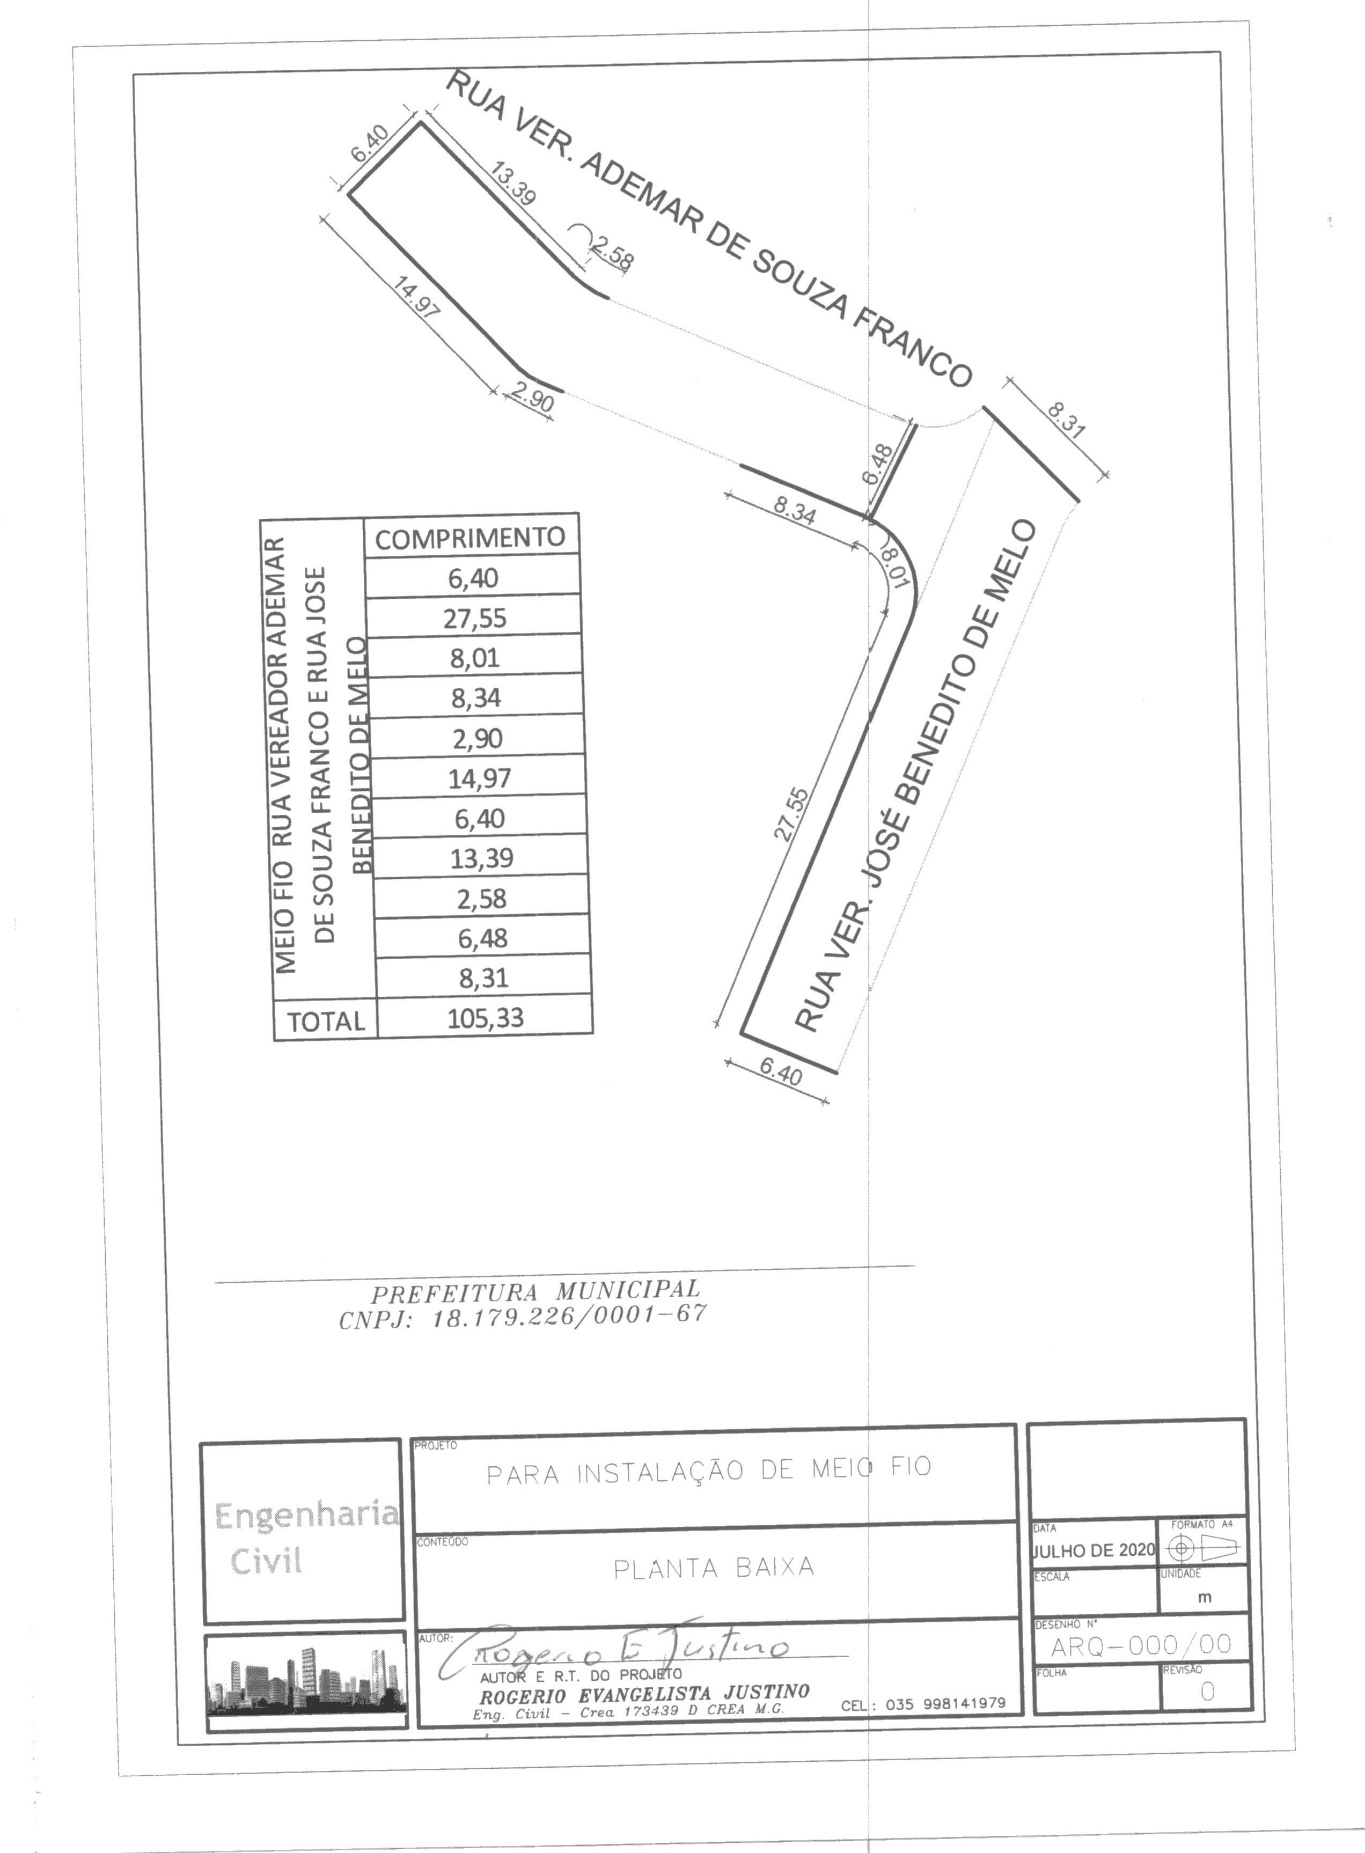 RUA VER. ADEMAR DE SOUZA FRANCO
6.40
13.39
2.58
14.97
2.90
8.31
6.48
8.34
8.01
27.55
RUA VER. JOSÉ BENEDITO DE MELO
6.40
MEIO FIO RUA VEREADOR ADEMAR
DE SOUZA FRANCO E RUA JOSE
BENEDITO DE MELO
COMPRIMENTO
6,40
27,55
8,01
8,34
2,90
14,97
6,40
13,39
2,58
6,48
8,31
TOTAL 105,33
PREFEITURA MUNICIPAL
CNPJ: 18.179.226/0001-67
Engenharia
Civil
PROJETO
PARA INSTALAÇÃO DE MEIO FIO
CONTEÚDO
PLANTA BAIXA
AUTOR:
Rogerio E Justino
AUTOR E R.T. DO PROJETO
ROGERIO EVANGELISTA JUSTINO
Eng. Civil - Crea 173439 D CREA M.G.
CEL: 035 998141979
DATA
JULHO DE 2020
FORMATO A4
ESCALA
UNIDADE
m
DESENHO N°
ARQ-000/00
FOLHA
REVISÃO
0